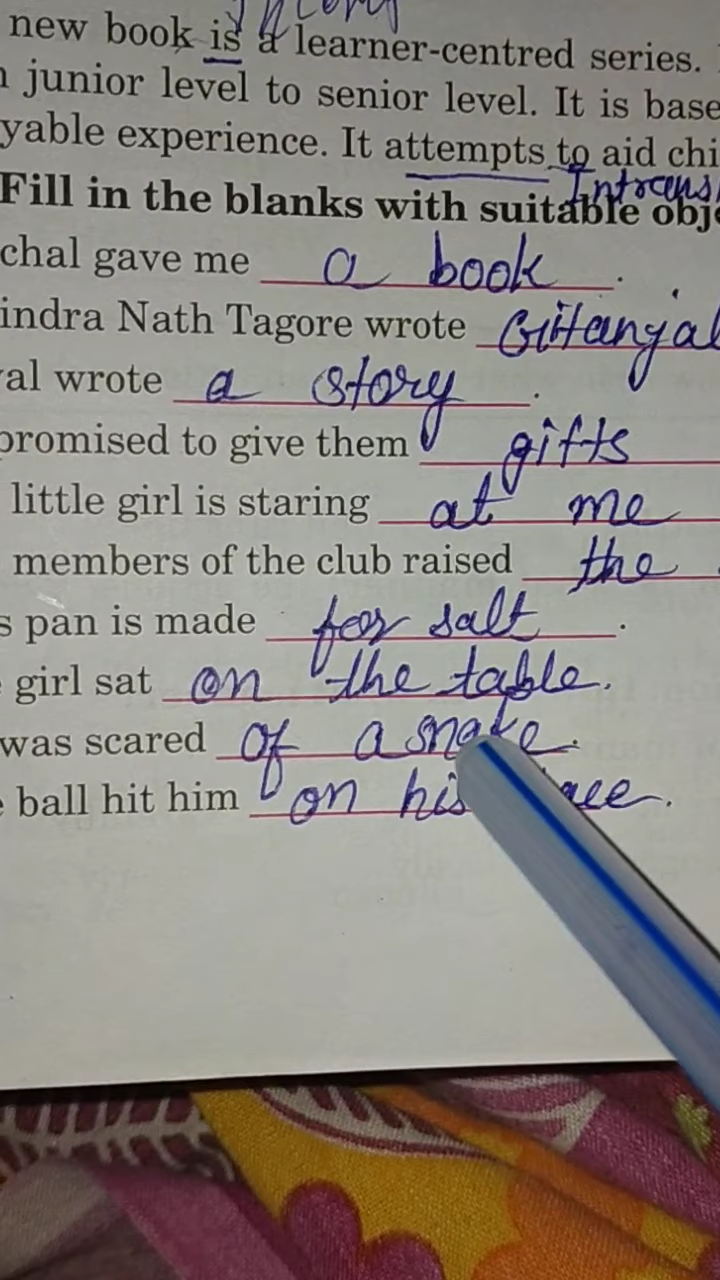 new book is a learner-centred series.
junior level to senior level. It is base
yable experience. It attempts to aid chi
Intrans
Fill in the blanks with suitable obje
chal gave me a book.
indra Nath Tagore wrote Gitanjal
al wrote a story.
promised to give them gifts
little girl is staring at me
members of the club raised the
s pan is made for salt.
girl sat on the table.
was scared of a snake.
ball hit him on his